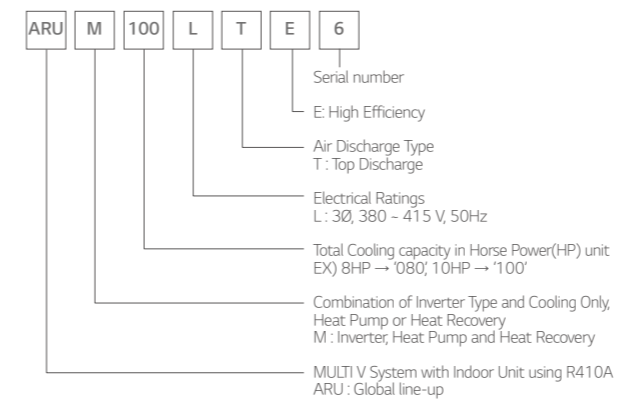 ARU M 100 L T E 6
Serial number
E: High Efficiency
Air Discharge Type
T : Top Discharge
Electrical Ratings
L : 3Ø, 380 ~ 415 V, 50Hz
Total Cooling capacity in Horse Power(HP) unit
EX) 8HP → ‘080’, 10HP → ‘100’
Combination of Inverter Type and Cooling Only,
Heat Pump or Heat Recovery
M : Inverter, Heat Pump and Heat Recovery
MULTI V System with Indoor Unit using R410A
ARU : Global line-up